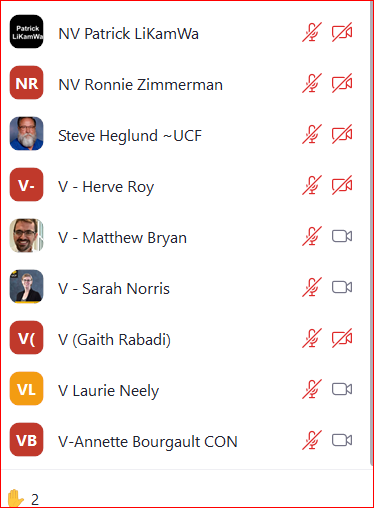 Patrick
LiKamWa
NV Patrick LiKamWa
NR
NV Ronnie Zimmerman
Steve Heglund ~UCF
V-
V - Herve Roy
V - Matthew Bryan
V - Sarah Norris
V(
V (Gaith Rabadi)
VL
V Laurie Neely
VB
V-Annette Bourgault CON
2